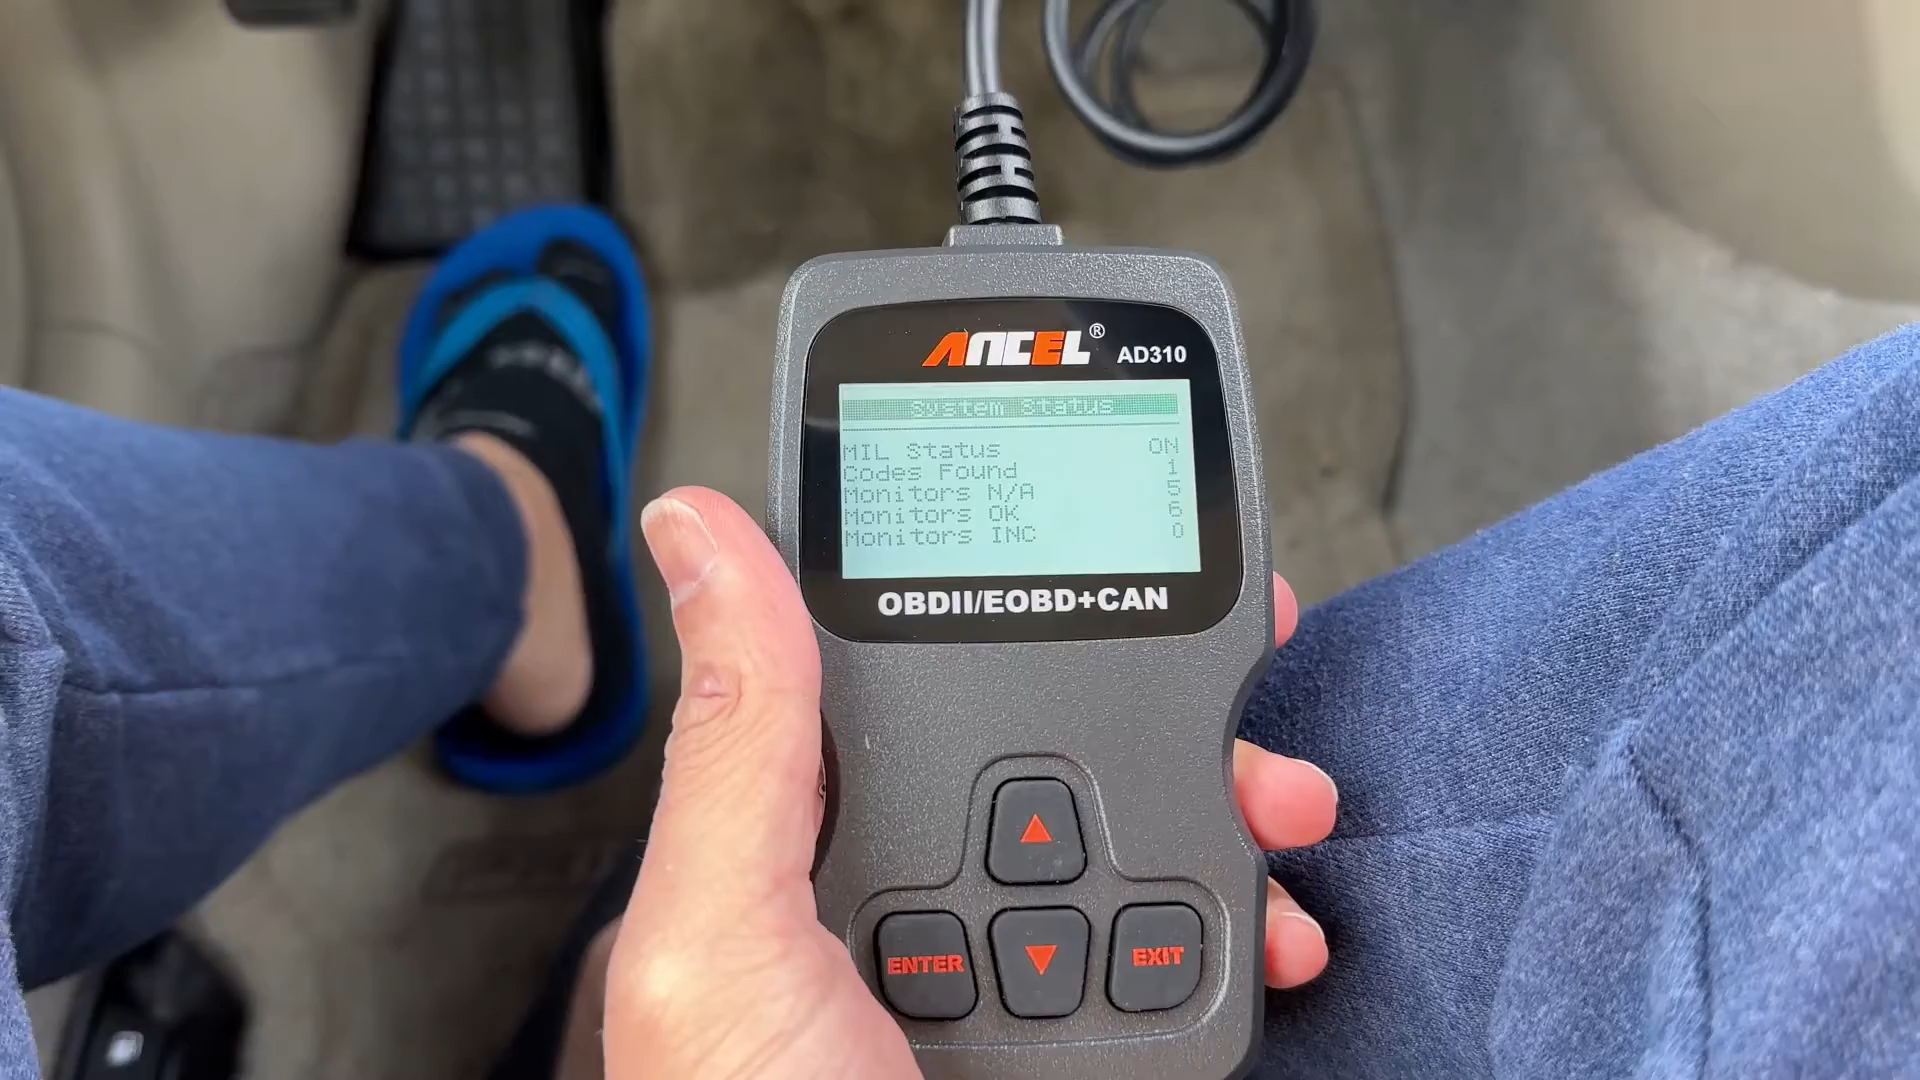 ANCEL® AD310
System Status
MIL Status ON
Codes Found 1
Monitors N/A 5
Monitors OK 6
Monitors INC 0
OBDII/EOBD+CAN
ENTER
EXIT